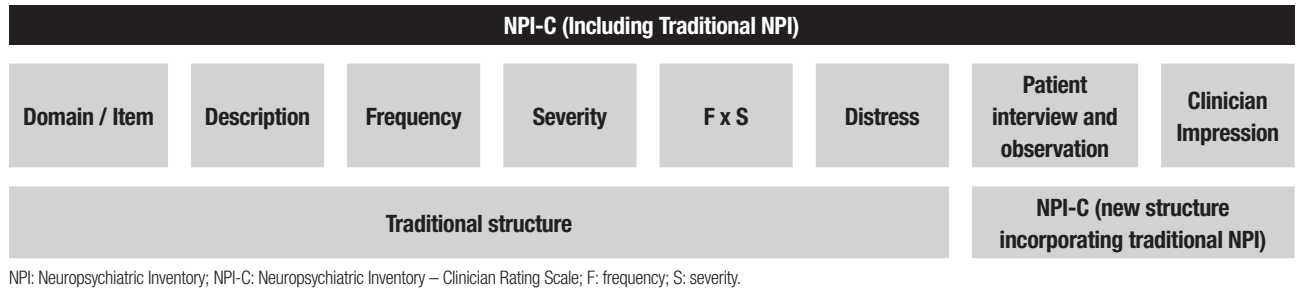 NPI-C (Including Traditional NPI)
Domain / Item
Description
Frequency
Severity
F x S
Distress
Patient
interview and
observation
Clinician
Impression
Traditional structure
NPI-C (new structure
incorporating traditional NPI)
NPI: Neuropsychiatric Inventory; NPI-C: Neuropsychiatric Inventory – Clinician Rating Scale; F: frequency; S: severity.